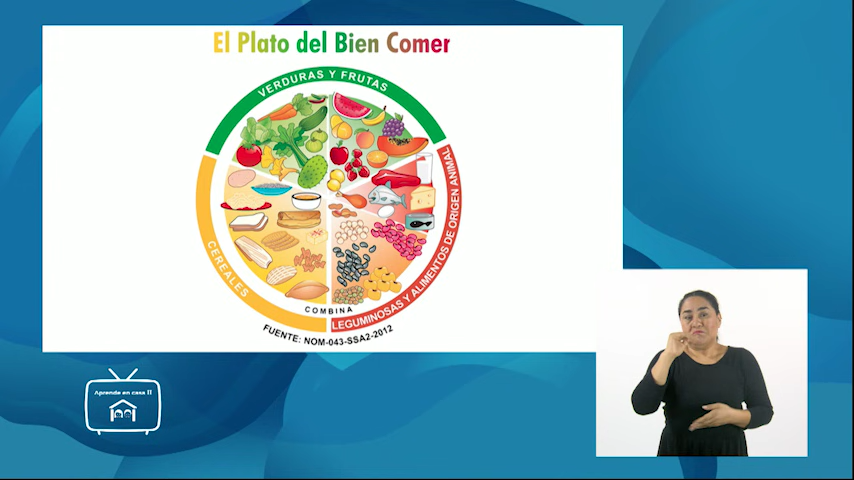 El Plato del Bien Comer
VERDURAS Y FRUTAS
CEREALES
LEGUMINOSAS Y ALIMENTOS DE ORIGEN ANIMAL
COMBINA
FUENTE: NOM-043-SSA2-2012
Aprende en casa II